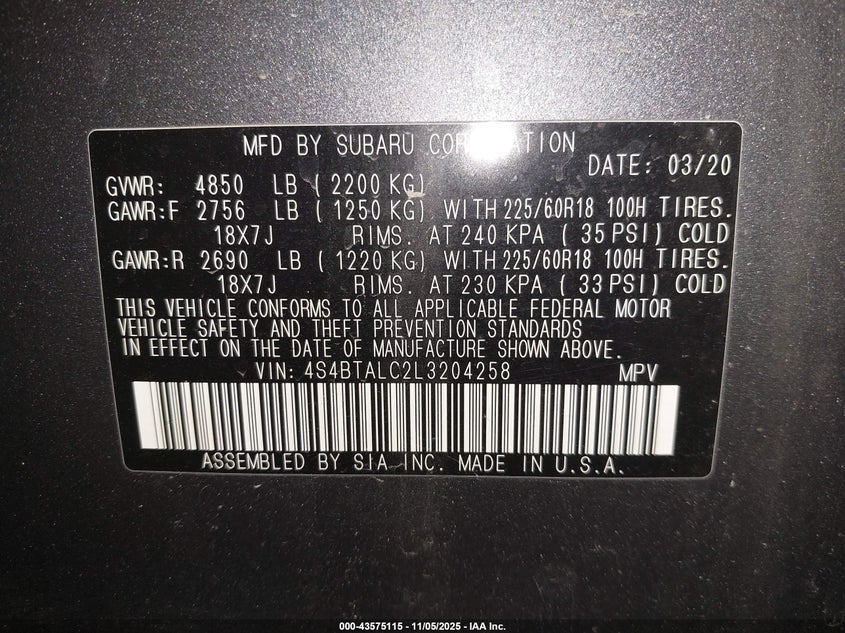 MFD BY SUBARU CORPORATION
DATE: 03/20
GVWR: 4850 LB ( 2200 KG)
GAWR:F 2756 LB ( 1250 KG) WITH 225/60R18 100H TIRES.
18X7J RIMS. AT 240 KPA ( 35 PSI) COLD
GAWR:R 2690 LB ( 1220 KG) WITH 225/60R18 100H TIRES.
18X7J RIMS. AT 230 KPA ( 33 PSI) COLD
THIS VEHICLE CONFORMS TO ALL APPLICABLE FEDERAL MOTOR
VEHICLE SAFETY AND THEFT PREVENTION STANDARDS
IN EFFECT ON THE DATE OF MANUFACTURE SHOWN ABOVE.
VIN: 4S4BTALC2L3204258 MPV
ASSEMBLED BY SIA INC. MADE IN U.S.A.
000-43575115 - 11/05/2025 - IAA Inc.